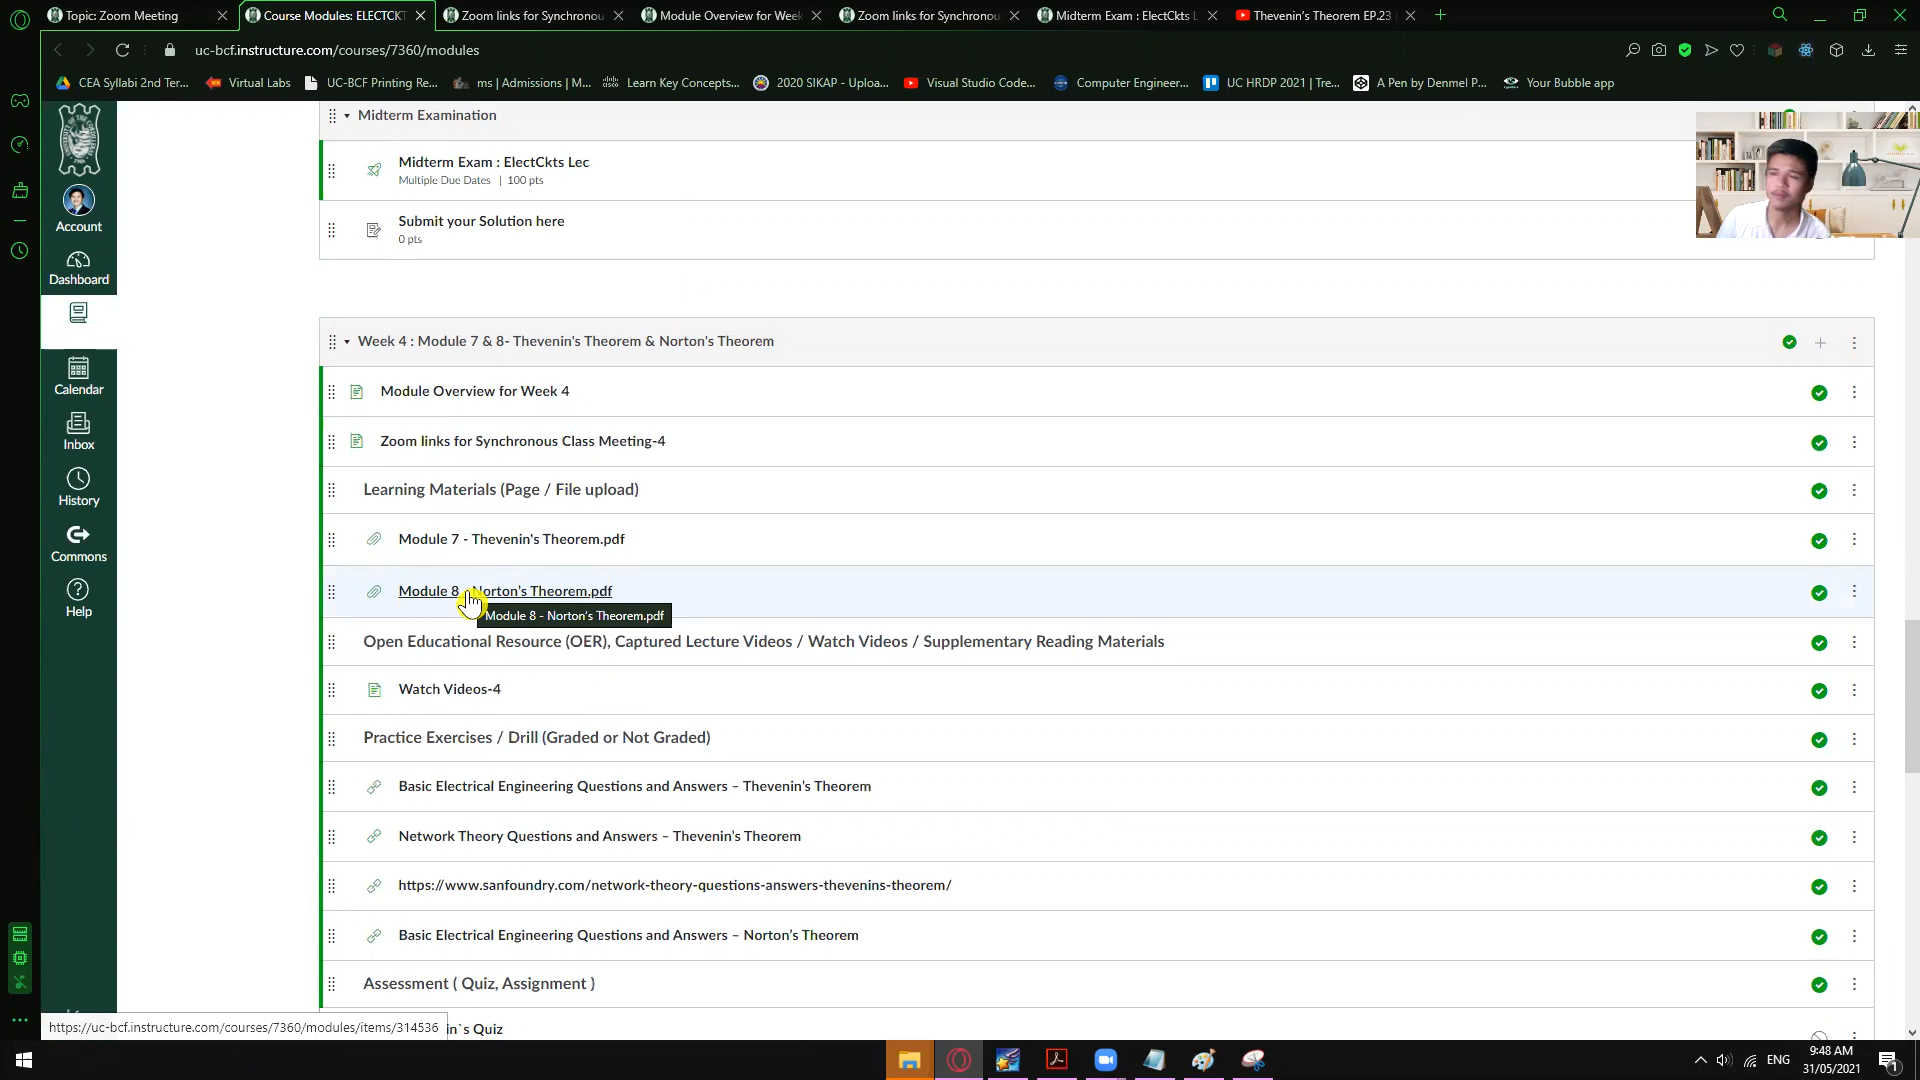 Topic: Zoom Meeting
Course Modules: ELECTCKT
Zoom links for Synchronou
Module Overview for Week
Zoom links for Synchronou
Midterm Exam : ElectCkts L
Thevenin's Theorem EP.23
uc-bcf.instructure.com/courses/7360/modules
CEA Syllabi 2nd Ter...
Virtual Labs
UC-BCF Printing Re...
ms | Admissions | M...
Learn Key Concepts...
2020 SIKAP - Uploa...
Visual Studio Code...
Computer Engineer...
UC HRDP 2021 | Tre...
A Pen by Denmel P...
Your Bubble app
Account
Dashboard
Calendar
Inbox
History
Commons
Help
Midterm Examination
Midterm Exam : ElectCkts Lec
Multiple Due Dates | 100 pts
Submit your Solution here
0 pts
Week 4 : Module 7 & 8- Thevenin's Theorem & Norton's Theorem
Module Overview for Week 4
Zoom links for Synchronous Class Meeting-4
Learning Materials (Page / File upload)
Module 7 - Thevenin's Theorem.pdf
Module 8 - Norton's Theorem.pdf
Module 8 - Norton's Theorem.pdf
Open Educational Resource (OER), Captured Lecture Videos / Watch Videos / Supplementary Reading Materials
Watch Videos-4
Practice Exercises / Drill (Graded or Not Graded)
Basic Electrical Engineering Questions and Answers – Thevenin's Theorem
Network Theory Questions and Answers – Thevenin's Theorem
https://www.sanfoundry.com/network-theory-questions-answers-thevenins-theorem/
Basic Electrical Engineering Questions and Answers – Norton's Theorem
Assessment ( Quiz, Assignment )
in`s Quiz
https://uc-bcf.instructure.com/courses/7360/modules/items/314536
ENG
9:48 AM
31/05/2021